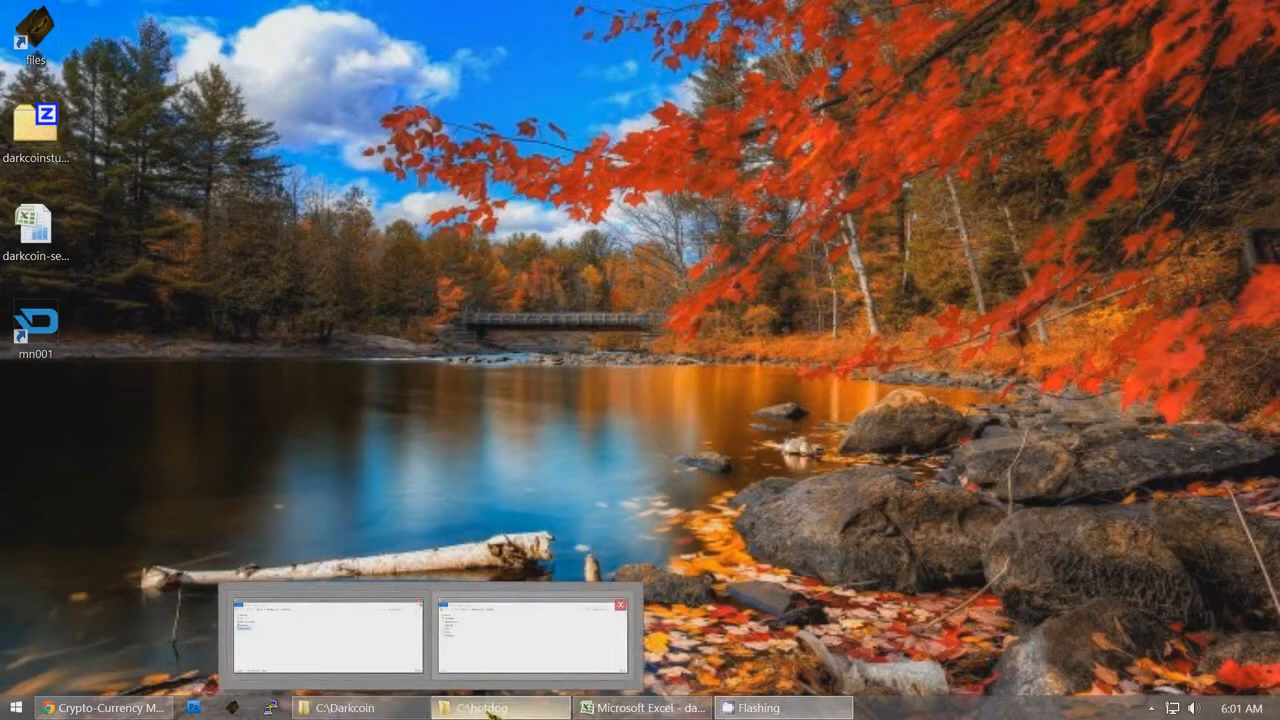 files
Z
darkcoinstu...
darkcoin-se...
mn001
Crypto-Currency M...
C:\Darkcoin
C:\hotdog
Microsoft Excel - da...
Flashing
6:01 AM